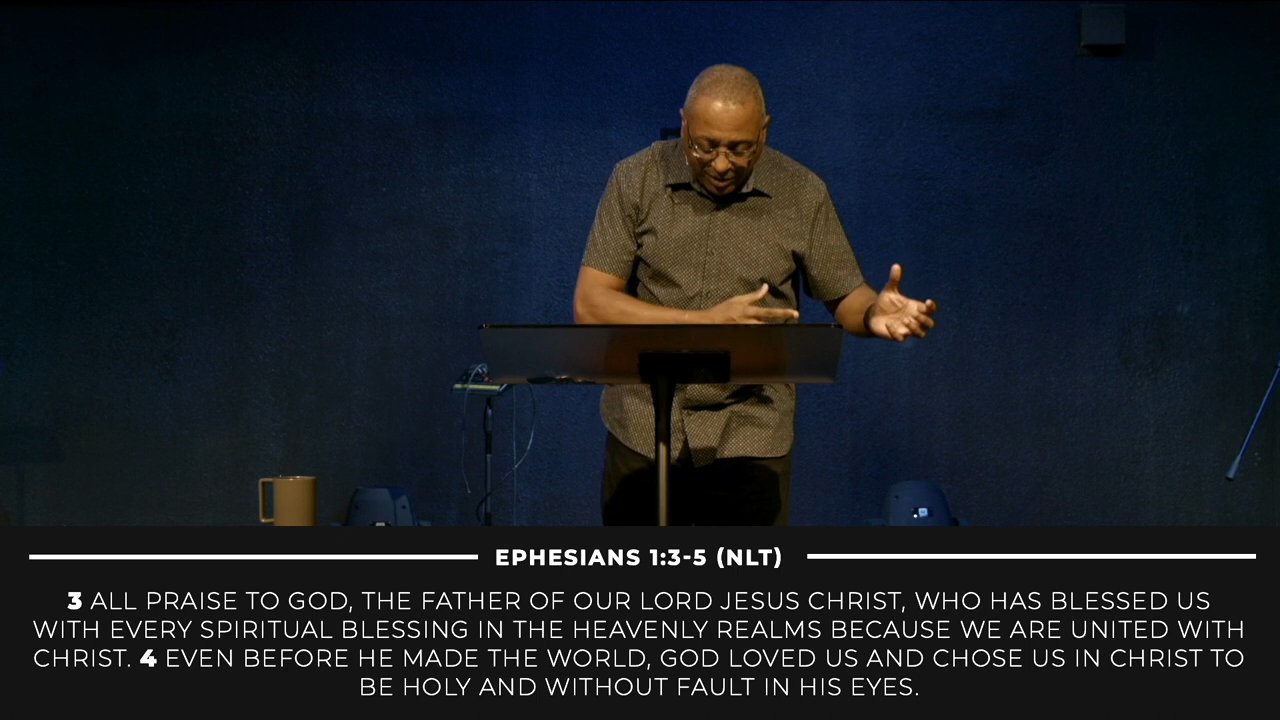 EPHESIANS 1:3-5 (NLT)
3 ALL PRAISE TO GOD, THE FATHER OF OUR LORD JESUS CHRIST, WHO HAS BLESSED US
WITH EVERY SPIRITUAL BLESSING IN THE HEAVENLY REALMS BECAUSE WE ARE UNITED WITH
CHRIST. 4 EVEN BEFORE HE MADE THE WORLD, GOD LOVED US AND CHOSE US IN CHRIST TO
BE HOLY AND WITHOUT FAULT IN HIS EYES.